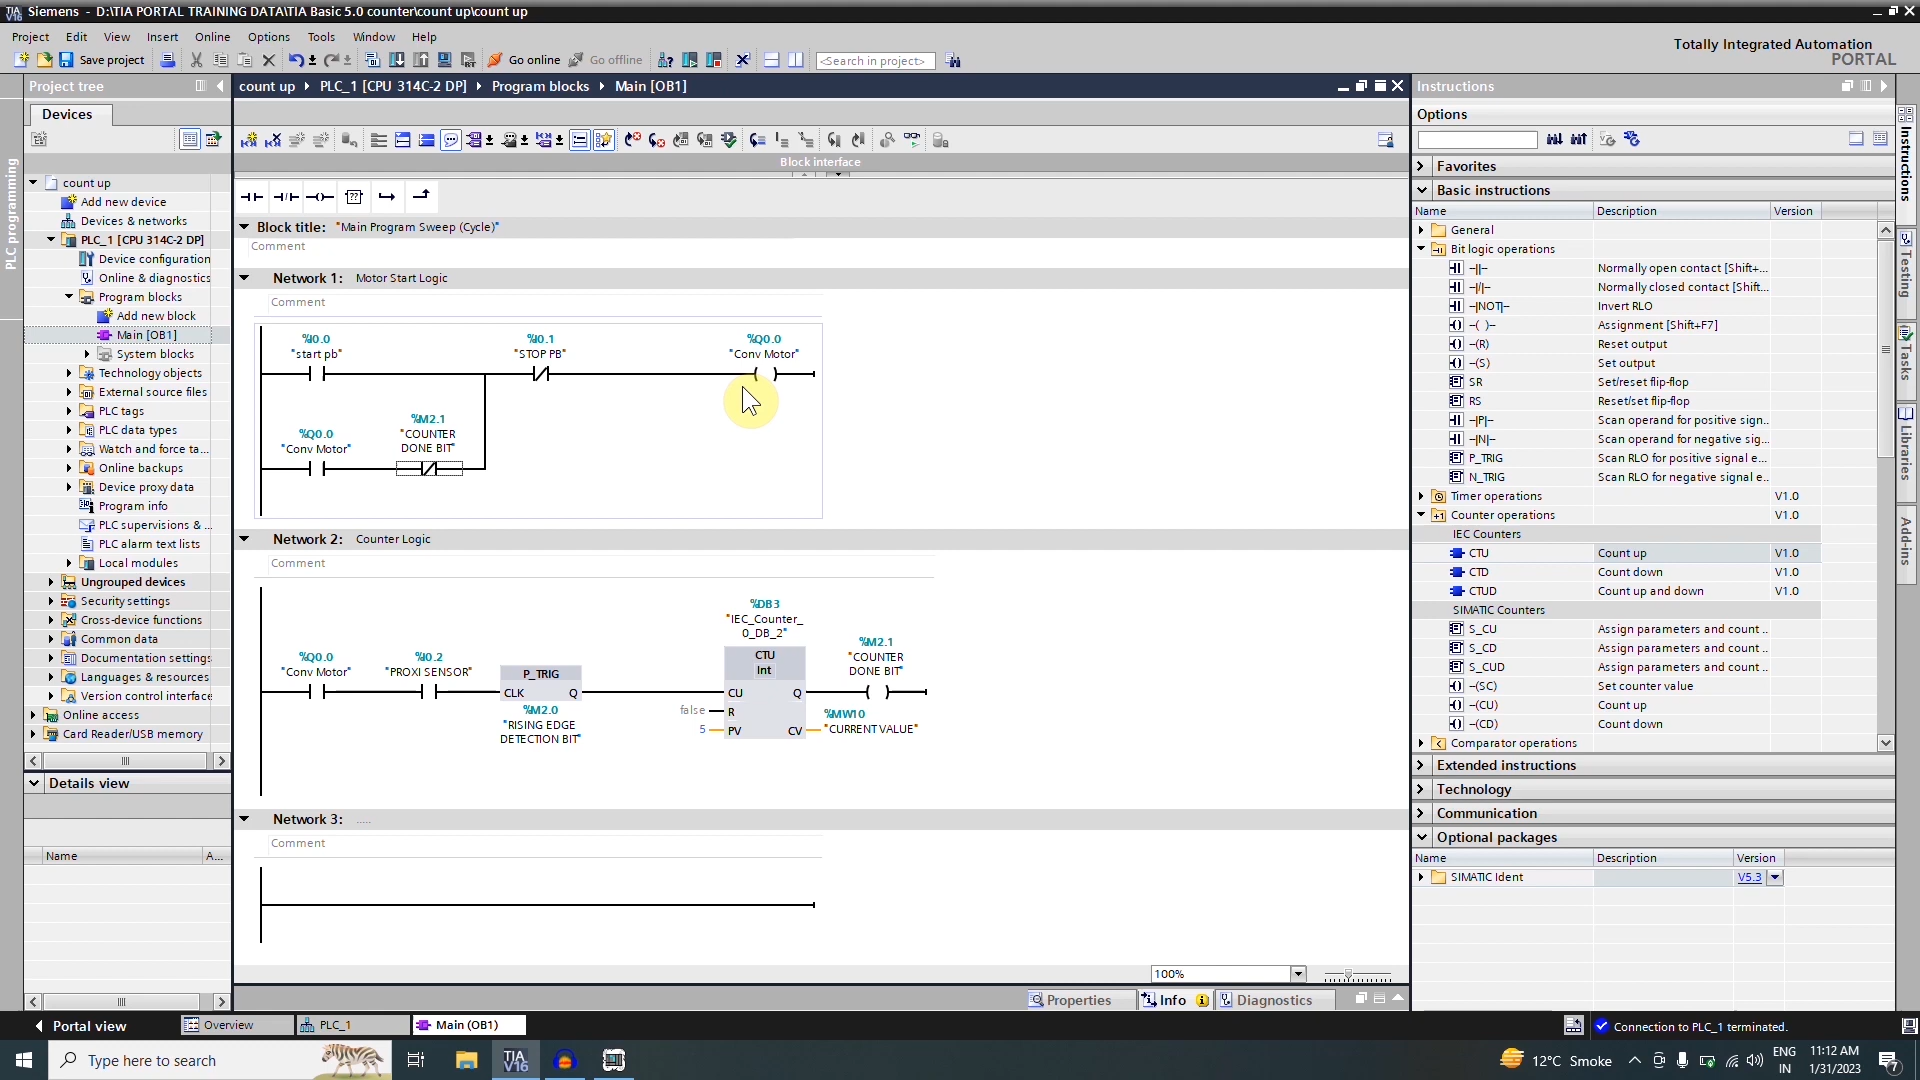 Siemens - D:\TIA PORTAL TRAINING DATA\TIA Basic 5.0 counter\count up\count up
Project Edit View Insert Online Options Tools Window Help
Totally Integrated Automation
PORTAL
Save project
Go online
Go offline
<Search in project>
Project tree
count up PLC_1 [CPU 314C-2 DP] Program blocks Main [OB1]
Instructions
Devices
Options
Block interface
PLC programming
count up
Add new device
Devices & networks
PLC_1 [CPU 314C-2 DP]
Device configuration
Online & diagnostics
Program blocks
Add new block
Main [OB1]
System blocks
Technology objects
External source files
PLC tags
PLC data types
Watch and force ta...
Online backups
Device proxy data
Program info
PLC supervisions & ..
PLC alarm text lists
Local modules
Ungrouped devices
Security settings
Cross-device functions
Common data
Documentation settings
Languages & resources
Version control interface
Online access
Card Reader/USB memory
Details view
Name A...
Block title: "Main Program Sweep (Cycle)"
Comment
Network 1: Motor Start Logic
Comment
%I0.0
"start pb"
%I0.1
"STOP PB"
%Q0.0
"Conv Motor"
%Q0.0
"Conv Motor"
%M2.1
"COUNTER
DONE BIT"
Network 2: Counter Logic
Comment
%DB3
"IEC_Counter_
0_DB_2"
%Q0.0
"Conv Motor"
%I0.2
"PROXI SENSOR"
P_TRIG
CLK Q
%M2.0
"RISING EDGE
DETECTION BIT"
CTU
Int
CU Q
false R
5 PV CV
%M2.1
"COUNTER
DONE BIT"
%MW10
"CURRENT VALUE"
Network 3: .....
Comment
100%
Properties Info Diagnostics
Favorites
Basic instructions
Name Description Version
General
Bit logic operations
-||- Normally open contact [Shift+...
-|/|- Normally closed contact [Shift...
-|NOT|- Invert RLO
-( )- Assignment [Shift+F7]
-(R) Reset output
-(S) Set output
SR Set/reset flip-flop
RS Reset/set flip-flop
-|P|- Scan operand for positive sign..
-|N|- Scan operand for negative sig...
P_TRIG Scan RLO for positive signal e...
N_TRIG Scan RLO for negative signal e..
Timer operations V1.0
Counter operations V1.0
IEC Counters
CTU Count up V1.0
CTD Count down V1.0
CTUD Count up and down V1.0
SIMATIC Counters
S_CU Assign parameters and count ..
S_CD Assign parameters and count ..
S_CUD Assign parameters and count ..
-(SC) Set counter value
-(CU) Count up
-(CD) Count down
Comparator operations
Extended instructions
Technology
Communication
Optional packages
Name Description Version
SIMATIC Ident V5.3
Instructions
Testing
Tasks
Libraries
Add-ins
Portal view Overview PLC_1 Main (OB1)
Connection to PLC_1 terminated.
Type here to search
TIA
V16
12°C Smoke
ENG
IN
11:12 AM
1/31/2023
7